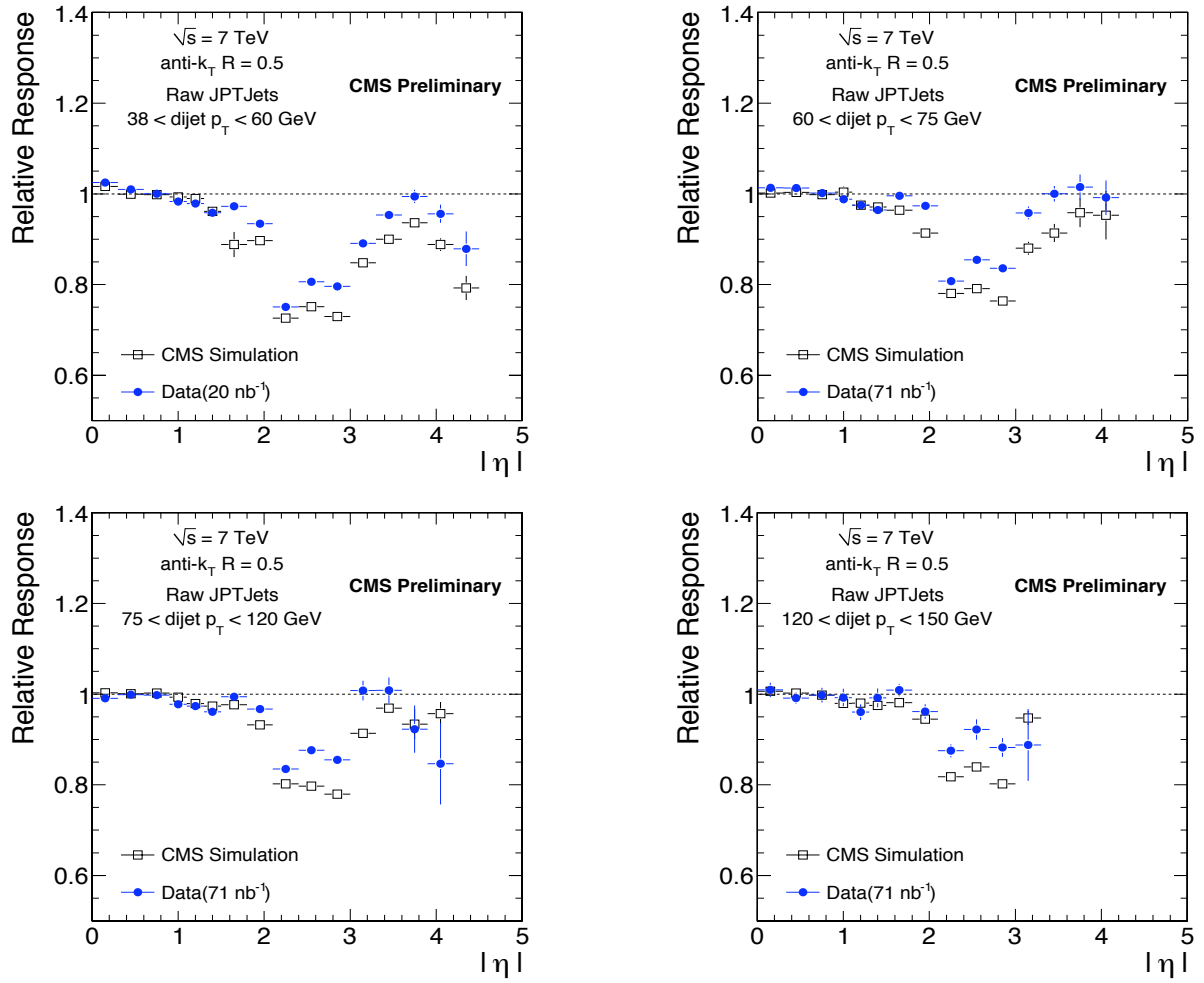 Relative Response
1.4
1.2
1
0.8
0.6
√s = 7 TeV
anti-k_T R = 0.5
CMS Preliminary
Raw JPTJets
38 < dijet p_T < 60 GeV
CMS Simulation
Data(20 nb⁻¹)
0 1 2 3 4 5
| η |
Relative Response
1.4
1.2
1
0.8
0.6
√s = 7 TeV
anti-k_T R = 0.5
CMS Preliminary
Raw JPTJets
60 < dijet p_T < 75 GeV
CMS Simulation
Data(71 nb⁻¹)
0 1 2 3 4 5
| η |
Relative Response
1.4
1.2
1
0.8
0.6
√s = 7 TeV
anti-k_T R = 0.5
CMS Preliminary
Raw JPTJets
75 < dijet p_T < 120 GeV
CMS Simulation
Data(71 nb⁻¹)
0 1 2 3 4 5
| η |
Relative Response
1.4
1.2
1
0.8
0.6
√s = 7 TeV
anti-k_T R = 0.5
CMS Preliminary
Raw JPTJets
120 < dijet p_T < 150 GeV
CMS Simulation
Data(71 nb⁻¹)
0 1 2 3 4 5
| η |